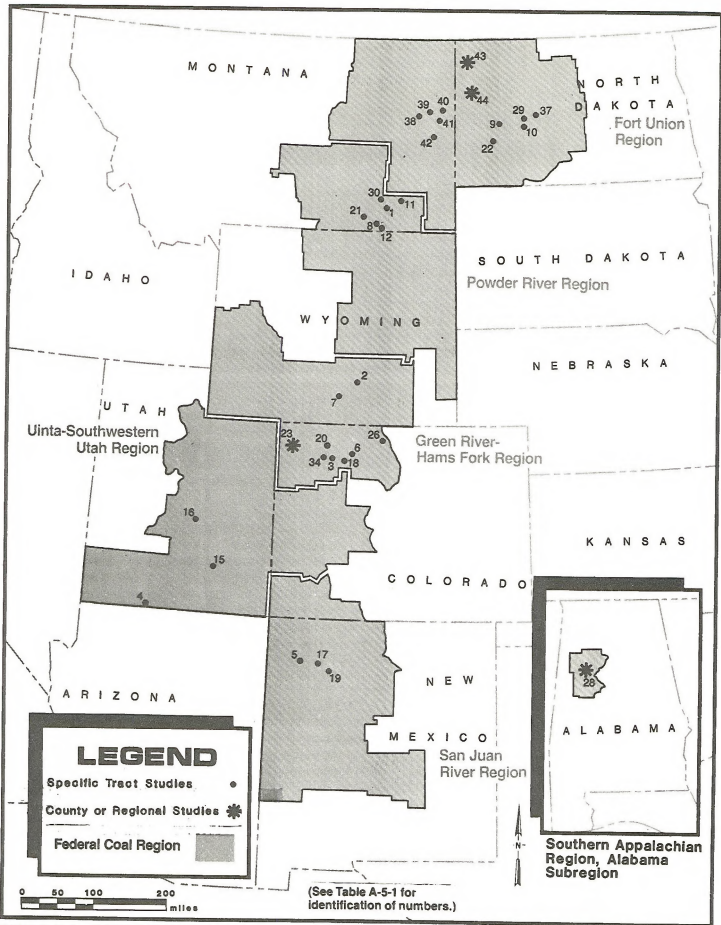 MONTANA
NORTH
DAKOTA
Fort Union
Region
43
44
40
39
38
41
42
29
37
9
10
22
30
11
21
1
8
12
SOUTH DAKOTA
Powder River Region
IDAHO
WYOMING
NEBRASKA
2
7
UTAH
Uinta-Southwestern
Utah Region
23
20
26
6
34
3
18
Green River-
Hams Fork Region
16
15
4
KANSAS
COLORADO
5
17
19
NEW
MEXICO
San Juan
River Region
ARIZONA
28
ALABAMA
Southern Appalachian
Region, Alabama
Subregion
LEGEND
Specific Tract Studies
County or Regional Studies
Federal Coal Region
0 50 100 200
miles
(See Table A-5-1 for
identification of numbers.)
-N-